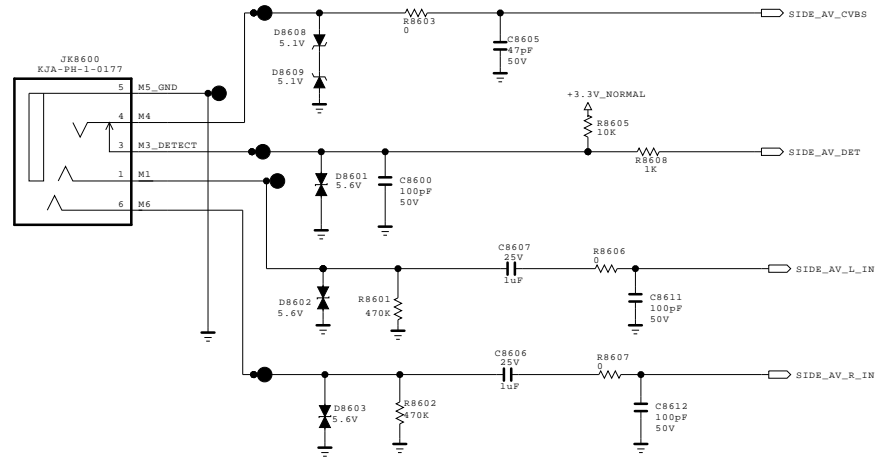 SIDE_AV_CVBS
R8603
0
D8608
5.1V
C8605
47pF
50V
JK8600
KJA-PH-1-0177
D8609
5.1V
5 M5_GND
+3.3V_NORMAL
4 M4
R8605
10K
3 M3_DETECT
SIDE_AV_DET
R8608
1K
1 M1
D8601
5.6V
C8600
100pF
50V
6 M6
C8607
25V
1uF
R8606
0
SIDE_AV_L_IN
D8602
5.6V
R8601
470K
C8611
100pF
50V
C8606
25V
1uF
R8607
0
SIDE_AV_R_IN
D8603
5.6V
R8602
470K
C8612
100pF
50V